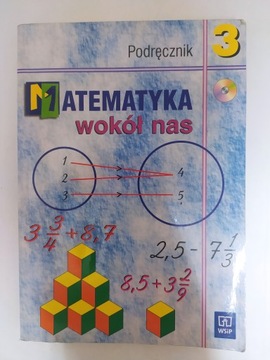 Podręcznik 3
MATEMATYKA
wokół nas
1
2
3
4
5
3 3/4 + 8,7
2,5 - 7 1/3
8,5 + 3 2/9
WSiP